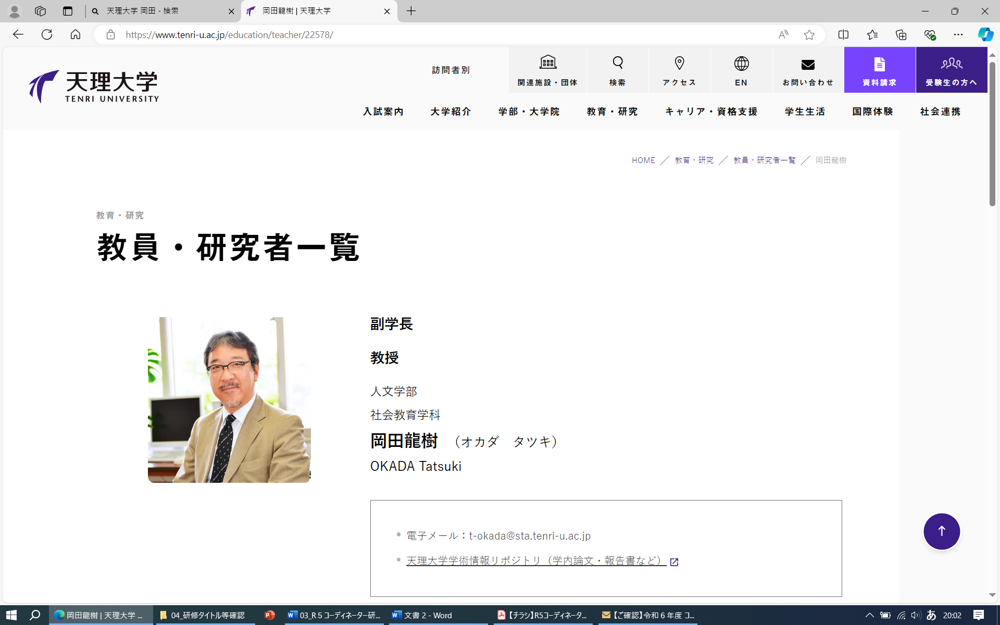 天理大学 岡田 - 検索
岡田龍樹 | 天理大学
https://www.tenri-u.ac.jp/education/teacher/22578/
天理大学
TENRI UNIVERSITY
訪問者別
関連施設・団体
検索
アクセス
EN
お問い合わせ
資料請求
受験生の方へ
入試案内
大学紹介
学部・大学院
教育・研究
キャリア・資格支援
学生生活
国際体験
社会連携
HOME ／ 教育・研究 ／ 教員・研究者一覧 ／ 岡田龍樹
教育・研究
教員・研究者一覧
副学長
教授
人文学部
社会教育学科
岡田龍樹 （オカダ　タツキ）
OKADA Tatsuki
電子メール：t-okada@sta.tenri-u.ac.jp
天理大学学術情報リポジトリ（学内論文・報告書など）
岡田龍樹 | 天理大学 ...
04_研修タイトル等確認
03_R５コーディネーター研...
文書 2 - Word
【チラシ】R5コーディネータ...
【ご確認】令和６年度 コ...
あ
20:02